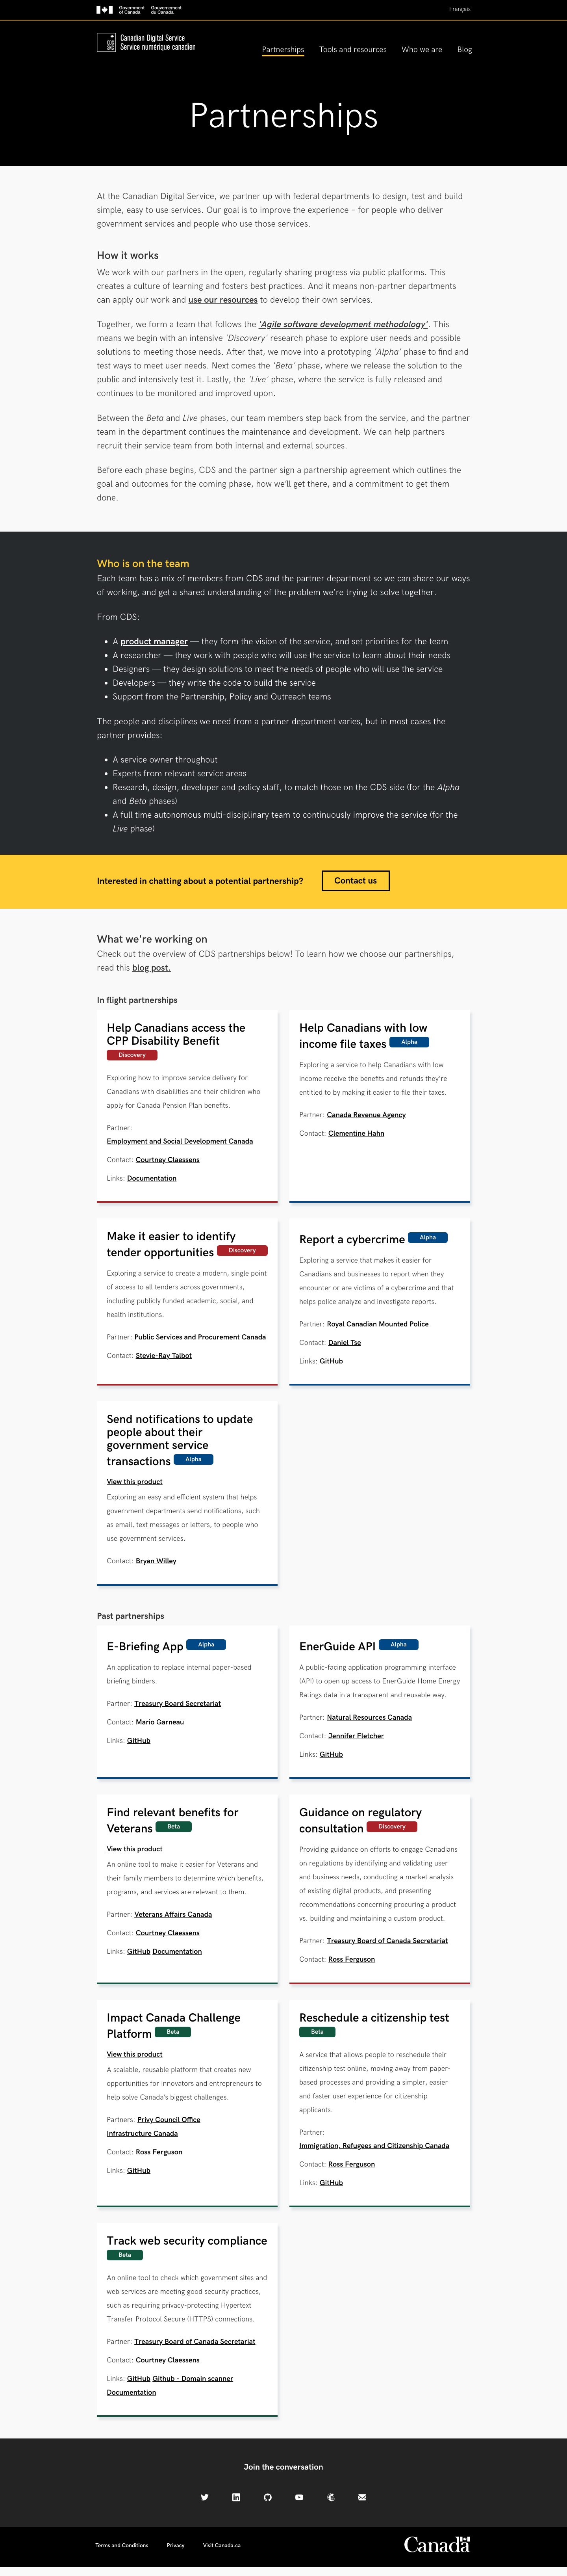 Government
of Canada
Gouvernement
du Canada
Français
Canadian Digital Service
Service numérique canadien
Partnerships
Tools and resources
Who we are
Blog
Partnerships
At the Canadian Digital Service, we partner up with federal departments to design, test and build
simple, easy to use services. Our goal is to improve the experience – for people who deliver
government services and people who use those services.
How it works
We work with our partners in the open, regularly sharing progress via public platforms. This
creates a culture of learning and fosters best practices. And it means non-partner departments
can apply our work and use our resources to develop their own services.
Together, we form a team that follows the 'Agile software development methodology'. This
means we begin with an intensive 'Discovery' research phase to explore user needs and possible
solutions to meeting those needs. After that, we move into a prototyping 'Alpha' phase to find and
test ways to meet user needs. Next comes the 'Beta' phase, where we release the solution to the
public and intensively test it. Lastly, the 'Live' phase, where the service is fully released and
continues to be monitored and improved upon.
Between the Beta and Live phases, our team members step back from the service, and the partner
team in the department continues the maintenance and development. We can help partners
recruit their service team from both internal and external sources.
Before each phase begins, CDS and the partner sign a partnership agreement which outlines the
goal and outcomes for the coming phase, how we'll get there, and a commitment to get them
done.
Who is on the team
Each team has a mix of members from CDS and the partner department so we can share our ways
of working, and get a shared understanding of the problem we're trying to solve together.
From CDS:
• A product manager — they form the vision of the service, and set priorities for the team
• A researcher — they work with people who will use the service to learn about their needs
• Designers — they design solutions to meet the needs of people who will use the service
• Developers — they write the code to build the service
• Support from the Partnership, Policy and Outreach teams
The people and disciplines we need from a partner department varies, but in most cases the
partner provides:
• A service owner throughout
• Experts from relevant service areas
• Research, design, developer and policy staff, to match those on the CDS side (for the Alpha
and Beta phases)
• A full time autonomous multi-disciplinary team to continuously improve the service (for the
Live phase)
Interested in chatting about a potential partnership?
Contact us
What we're working on
Check out the overview of CDS partnerships below! To learn how we choose our partnerships,
read this blog post.
In flight partnerships
Help Canadians access the
CPP Disability Benefit
Discovery
Exploring how to improve service delivery for
Canadians with disabilities and their children who
apply for Canada Pension Plan benefits.
Partner:
Employment and Social Development Canada
Contact: Courtney Claessens
Links: Documentation
Help Canadians with low
income file taxes Alpha
Exploring a service to help Canadians with low
income receive the benefits and refunds they're
entitled to by making it easier to file their taxes.
Partner: Canada Revenue Agency
Contact: Clementine Hahn
Make it easier to identify
tender opportunities Discovery
Exploring a service to create a modern, single point
of access to all tenders across governments,
including publicly funded academic, social, and
health institutions.
Partner: Public Services and Procurement Canada
Contact: Stevie-Ray Talbot
Report a cybercrime Alpha
Exploring a service that makes it easier for
Canadians and businesses to report when they
encounter or are victims of a cybercrime and that
helps police analyze and investigate reports.
Partner: Royal Canadian Mounted Police
Contact: Daniel Tse
Links: GitHub
Send notifications to update
people about their
government service
transactions Alpha
View this product
Exploring an easy and efficient system that helps
government departments send notifications, such
as email, text messages or letters, to people who
use government services.
Contact: Bryan Willey
Past partnerships
E-Briefing App Alpha
An application to replace internal paper-based
briefing binders.
Partner: Treasury Board Secretariat
Contact: Mario Garneau
Links: GitHub
EnerGuide API Alpha
A public-facing application programming interface
(API) to open up access to EnerGuide Home Energy
Ratings data in a transparent and reusable way.
Partner: Natural Resources Canada
Contact: Jennifer Fletcher
Links: GitHub
Find relevant benefits for
Veterans Beta
View this product
An online tool to make it easier for Veterans and
their family members to determine which benefits,
programs, and services are relevant to them.
Partner: Veterans Affairs Canada
Contact: Courtney Claessens
Links: GitHub Documentation
Guidance on regulatory
consultation Discovery
Providing guidance on efforts to engage Canadians
on regulations by identifying and validating user
and business needs, conducting a market analysis
of existing digital products, and presenting
recommendations concerning procuring a product
vs. building and maintaining a custom product.
Partner: Treasury Board of Canada Secretariat
Contact: Ross Ferguson
Impact Canada Challenge
Platform Beta
View this product
A scalable, reusable platform that creates new
opportunities for innovators and entrepreneurs to
help solve Canada's biggest challenges.
Partners: Privy Council Office
Infrastructure Canada
Contact: Ross Ferguson
Links: GitHub
Reschedule a citizenship test
Beta
A service that allows people to reschedule their
citizenship test online, moving away from paper-
based processes and providing a simpler, easier
and faster user experience for citizenship
applicants.
Partner:
Immigration, Refugees and Citizenship Canada
Contact: Ross Ferguson
Links: GitHub
Track web security compliance
Beta
An online tool to check which government sites and
web services are meeting good security practices,
such as requiring privacy-protecting Hypertext
Transfer Protocol Secure (HTTPS) connections.
Partner: Treasury Board of Canada Secretariat
Contact: Courtney Claessens
Links: GitHub Github - Domain scanner
Documentation
Join the conversation
Terms and Conditions
Privacy
Visit Canada.ca
Canada